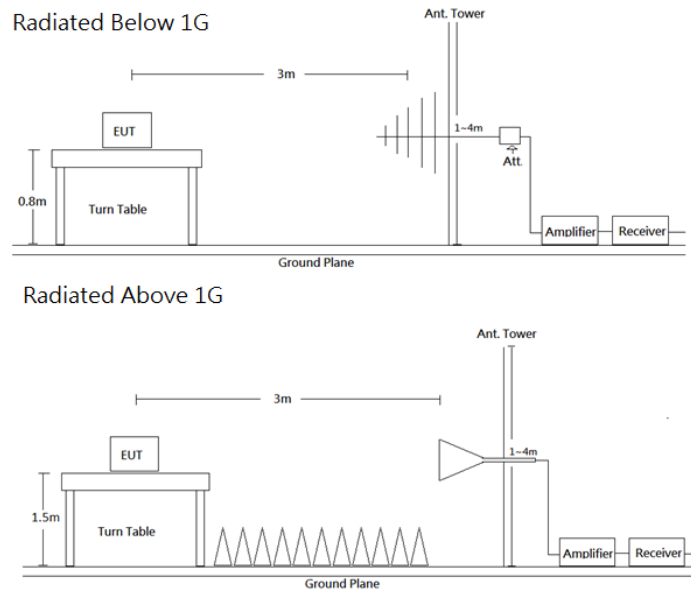 Radiated Below 1G
Ant. Tower
3m
EUT
1~4m
Att.
0.8m
Turn Table
Amplifier
Receiver
Ground Plane
Radiated Above 1G
Ant. Tower
3m
EUT
1~4m
1.5m
Turn Table
Amplifier
Receiver
Ground Plane